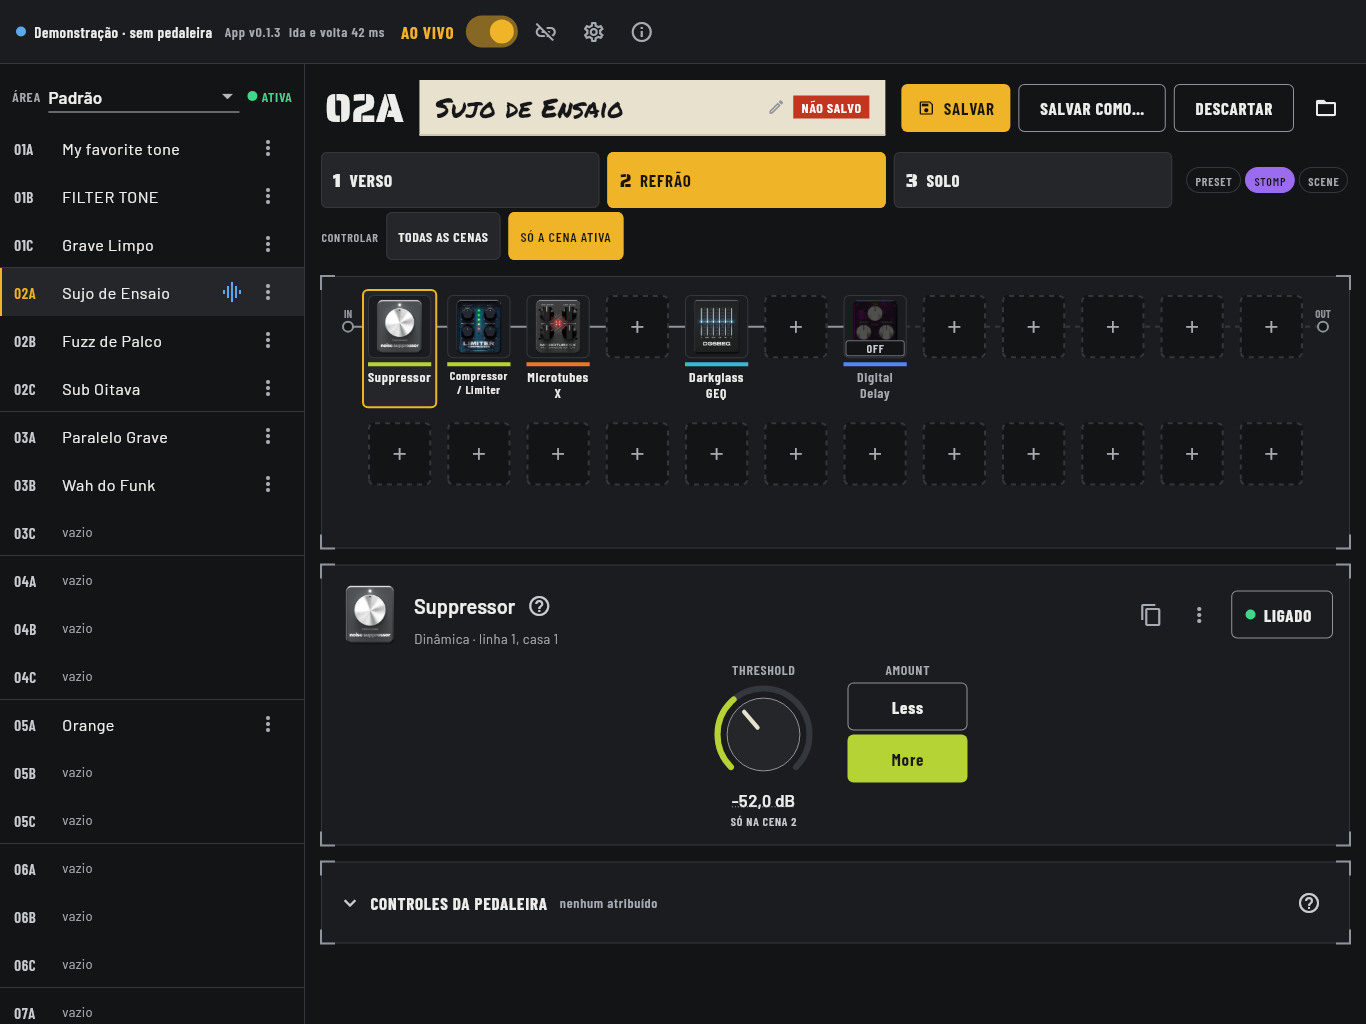 Demonstração · sem pedaleira App v0.1.3 Ida e volta 42 ms AO VIVO
ÁREA Padrão ATIVA
01A My favorite tone
01B FILTER TONE
01C Grave Limpo
02A Sujo de Ensaio
02B Fuzz de Palco
02C Sub Oitava
03A Paralelo Grave
03B Wah do Funk
03C vazio
04A vazio
04B vazio
04C vazio
05A Orange
05B vazio
05C vazio
06A vazio
06B vazio
06C vazio
07A vazio
02A Sujo de Ensaio NÃO SALVO SALVAR SALVAR COMO... DESCARTAR
1 VERSO 2 REFRÃO 3 SOLO PRESET STOMP SCENE
CONTROLAR TODAS AS CENAS SÓ A CENA ATIVA
IN OUT
LIMITER
DGBBEQ
OFF
noise suppressor
Suppressor
Compressor
/ Limiter
Microtubes
X
Darkglass
GEQ
Digital
Delay
Suppressor
noise suppressor
Dinâmica · linha 1, casa 1
LIGADO
THRESHOLD AMOUNT
Less
More
-52,0 dB
SÓ NA CENA 2
CONTROLES DA PEDALEIRA nenhum atribuído